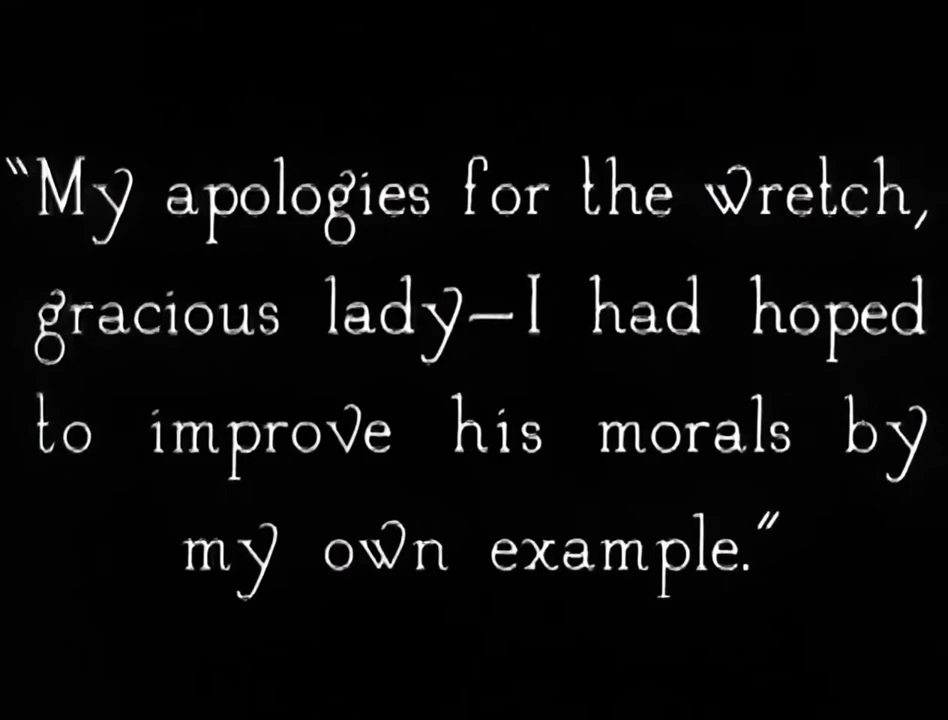 "My apologies for the wretch,
gracious lady—I had hoped
to improve his morals by
my own example."